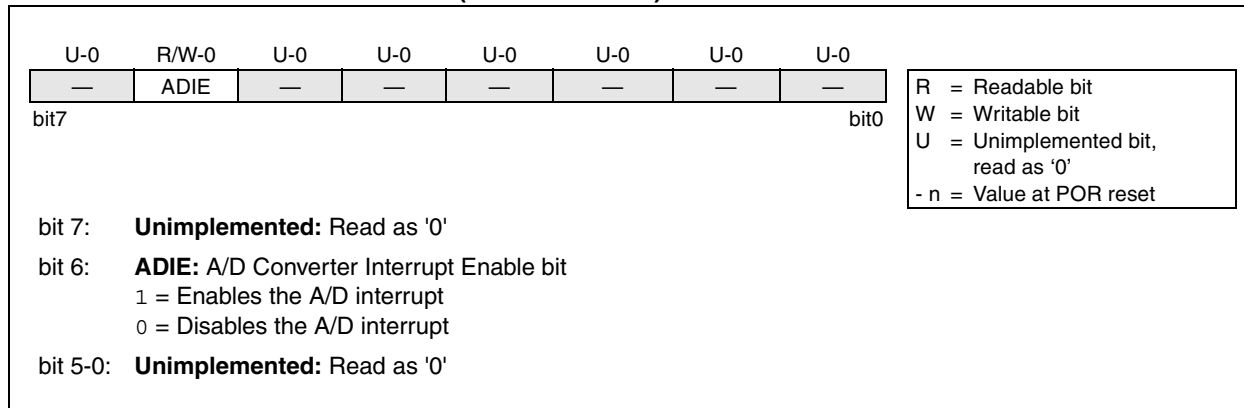 U-0 R/W-0 U-0 U-0 U-0 U-0 U-0 U-0
— ADIE — — — — — —
bit7 bit0
R = Readable bit
W = Writable bit
U = Unimplemented bit,
read as ‘0’
- n = Value at POR reset
bit 7: Unimplemented: Read as '0'
bit 6: ADIE: A/D Converter Interrupt Enable bit
1 = Enables the A/D interrupt
0 = Disables the A/D interrupt
bit 5-0: Unimplemented: Read as '0'